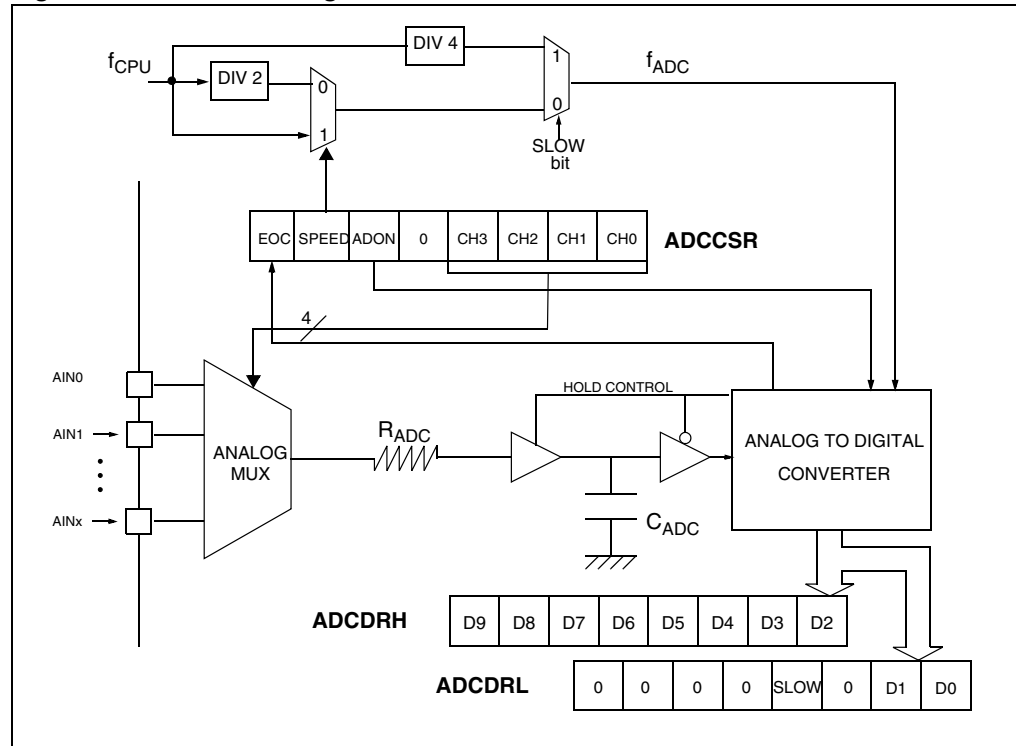 DIV 4
fCPU
1
fADC
DIV 2
0
0
1
SLOW
bit
EOC SPEED ADON 0 CH3 CH2 CH1 CH0
ADCCSR
4
AIN0
HOLD CONTROL
RADC
AIN1
ANALOG
MUX
ANALOG TO DIGITAL
CONVERTER
AINx
CADC
ADCDRH
D9 D8 D7 D6 D5 D4 D3 D2
ADCDRL
0 0 0 0 SLOW 0 D1 D0